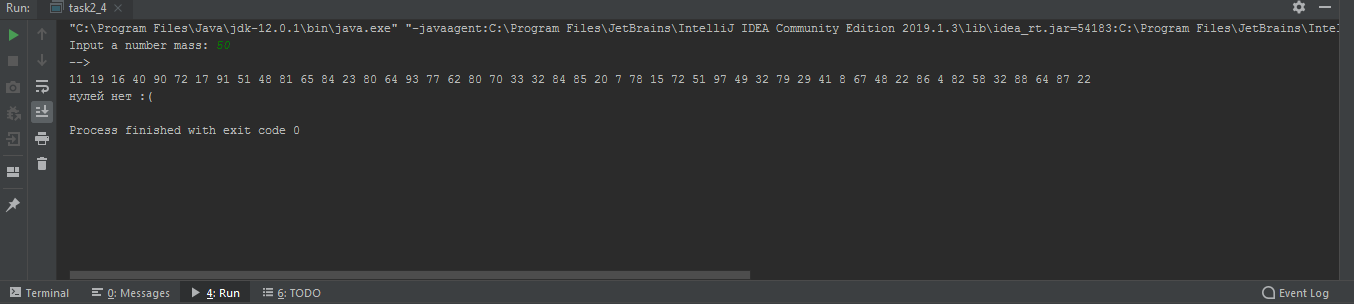 Run: task2_4
"C:\Program Files\Java\jdk-12.0.1\bin\java.exe" "-javaagent:C:\Program Files\JetBrains\IntelliJ IDEA Community Edition 2019.1.3\lib\idea_rt.jar=54183:C:\Program Files\JetBrains\Intel
Input a number mass: 50
-->
11 19 16 40 90 72 17 91 51 48 81 65 84 23 80 64 93 77 62 80 70 33 32 84 85 20 7 78 15 72 51 97 49 32 79 29 41 8 67 48 22 86 4 82 58 32 88 64 87 22
нулей нет :(
Process finished with exit code 0
Terminal 0: Messages 4: Run 6: TODO Event Log